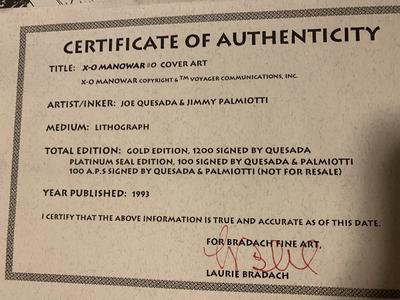 CERTIFICATE OF AUTHENTICITY
TITLE: X-O MANOWAR #0 COVER ART
X-O MANOWAR COPYRIGHT & ™ VOYAGER COMMUNICATIONS, INC.
ARTIST/INKER: JOE QUESADA & JIMMY PALMIOTTI
MEDIUM: LITHOGRAPH
TOTAL EDITION: GOLD EDITION, 1200 SIGNED BY QUESADA
PLATINUM SEAL EDITION, 100 SIGNED BY QUESADA & PALMIOTTI
100 A.P.S SIGNED BY QUESADA & PALMIOTTI (NOT FOR RESALE)
YEAR PUBLISHED: 1993
I CERTIFY THAT THE ABOVE INFORMATION IS TRUE AND ACCURATE AS OF THIS DATE.
FOR BRADACH FINE ART,
LAURIE BRADACH